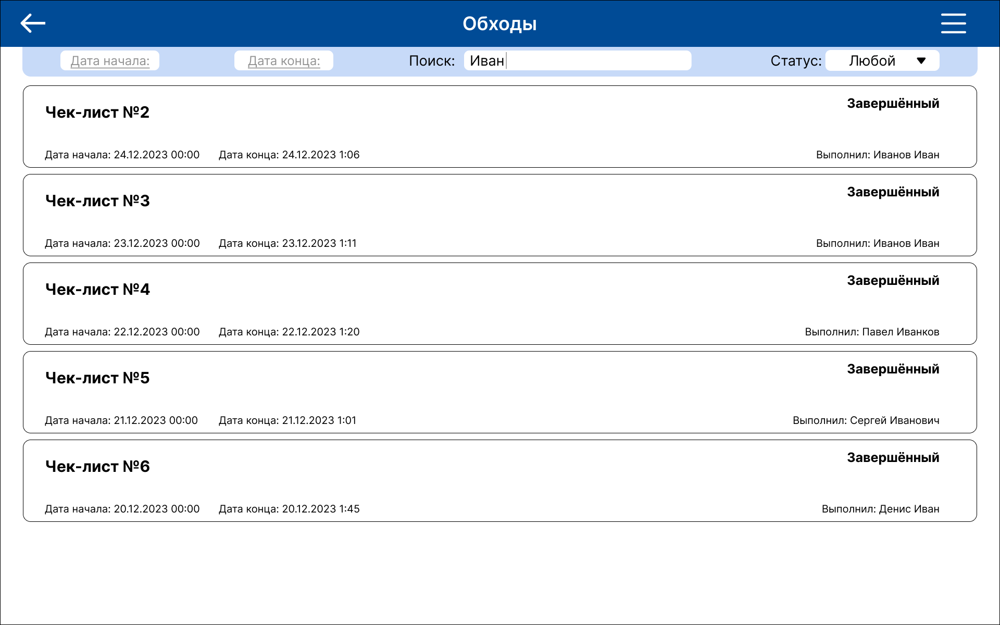 Обходы
Дата начала: Дата конца: Поиск: Иван Статус: Любой
Чек-лист №2 Завершённый
Дата начала: 24.12.2023 00:00 Дата конца: 24.12.2023 1:06 Выполнил: Иванов Иван
Чек-лист №3 Завершённый
Дата начала: 23.12.2023 00:00 Дата конца: 23.12.2023 1:11 Выполнил: Иванов Иван
Чек-лист №4 Завершённый
Дата начала: 22.12.2023 00:00 Дата конца: 22.12.2023 1:20 Выполнил: Павел Иванков
Чек-лист №5 Завершённый
Дата начала: 21.12.2023 00:00 Дата конца: 21.12.2023 1:01 Выполнил: Сергей Иванович
Чек-лист №6 Завершённый
Дата начала: 20.12.2023 00:00 Дата конца: 20.12.2023 1:45 Выполнил: Денис Иван